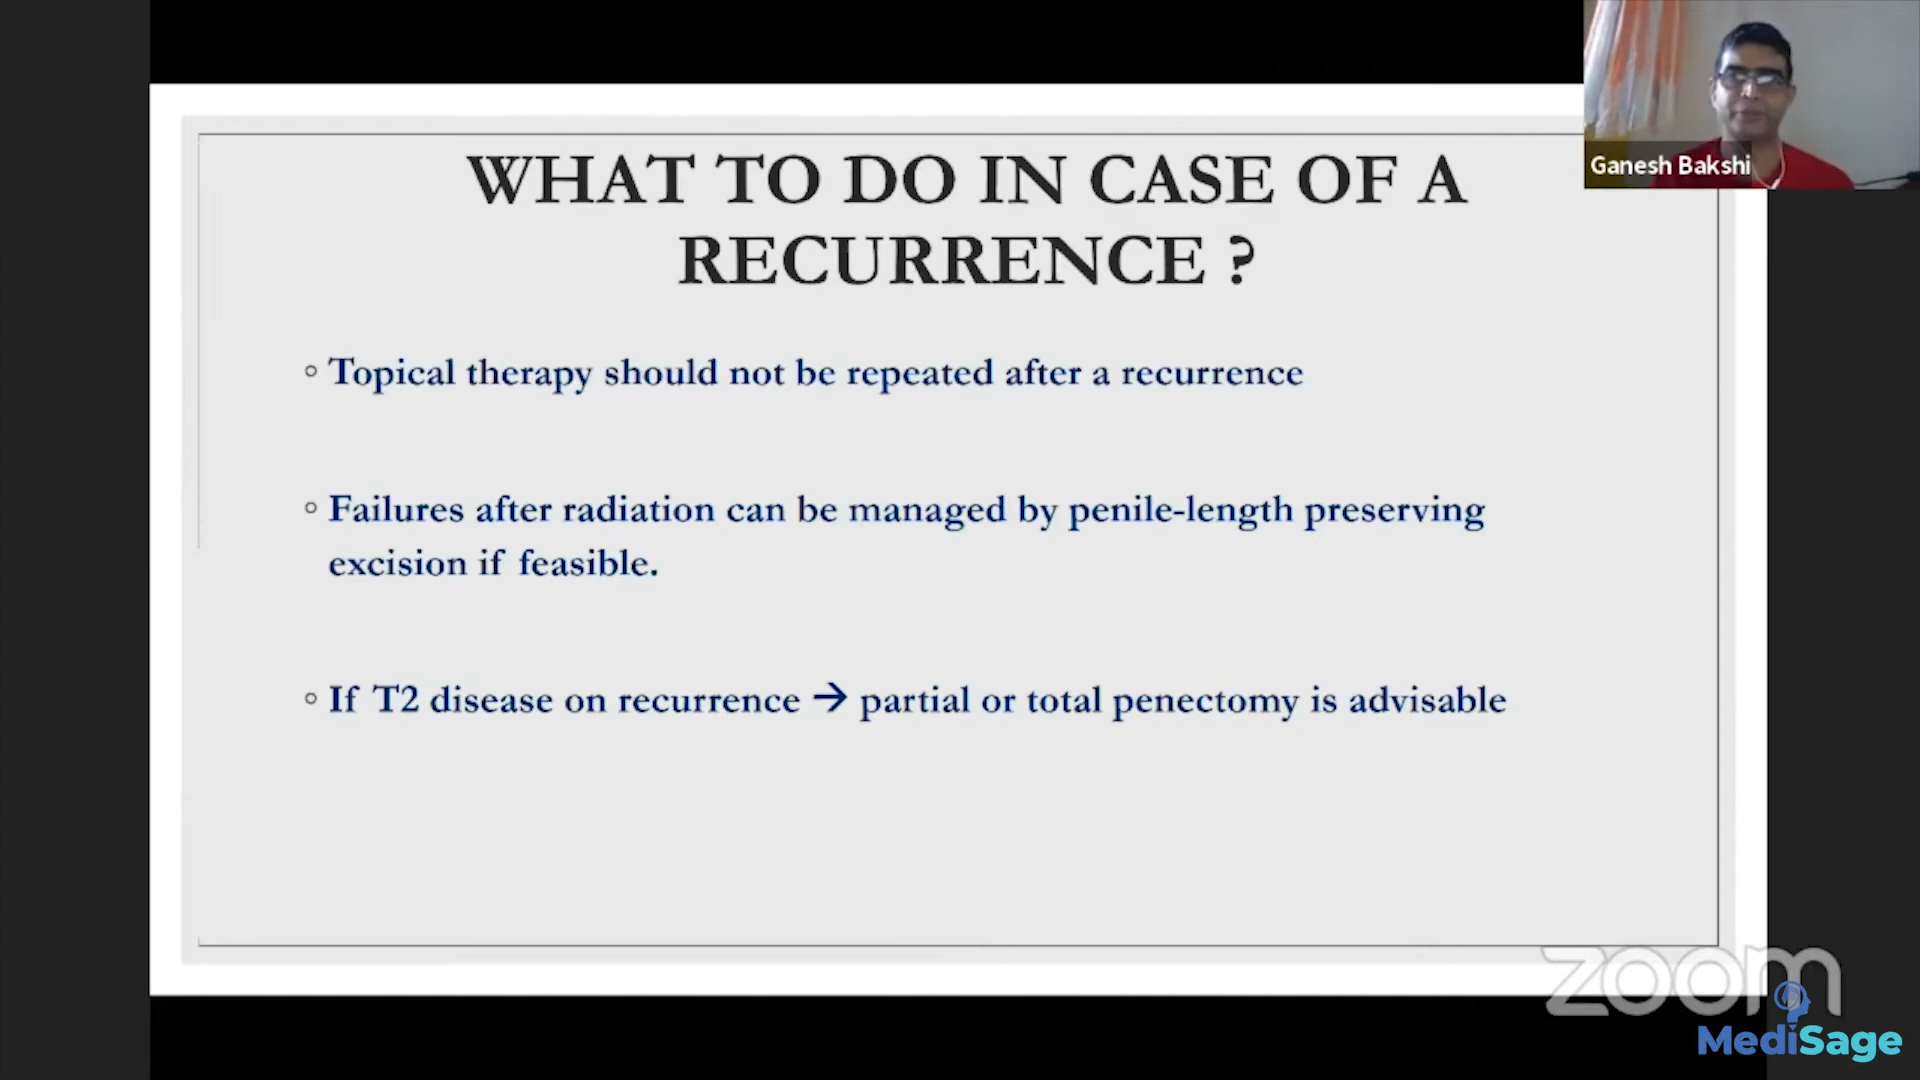 WHAT TO DO IN CASE OF A
RECURRENCE ?
Ganesh Bakshi
◦ Topical therapy should not be repeated after a recurrence
◦ Failures after radiation can be managed by penile-length preserving
excision if feasible.
◦ If T2 disease on recurrence → partial or total penectomy is advisable
zoom
MediSage